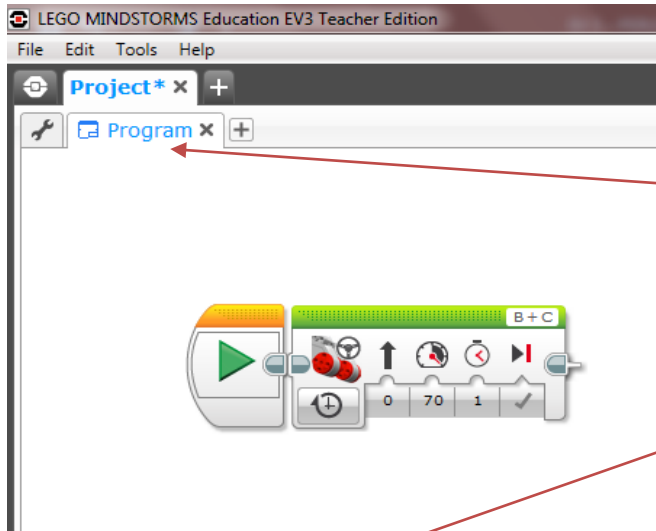 LEGO MINDSTORMS Education EV3 Teacher Edition
File Edit Tools Help
Project* × +
Program × +
B+C
0 70 1